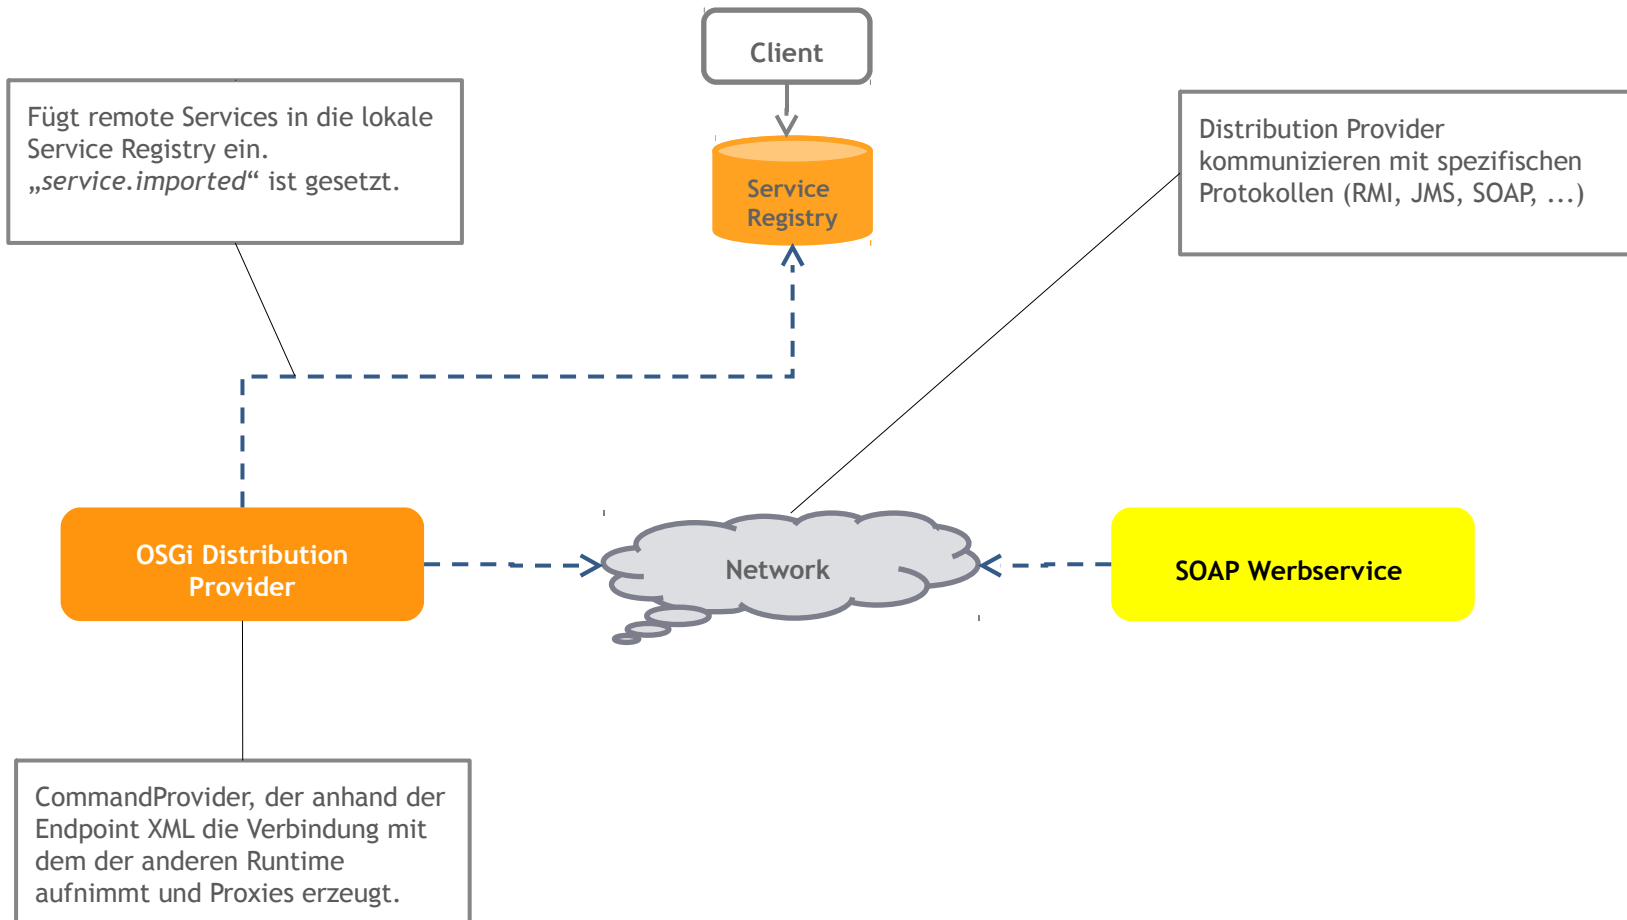 Client
Fügt remote Services in die lokale
Service Registry ein.
„service.imported“ ist gesetzt.
Distribution Provider
kommunizieren mit spezifischen
Protokollen (RMI, JMS, SOAP, ...)
Service
Registry
OSGi Distribution
Provider
Network
SOAP Werbservice
CommandProvider, der anhand der
Endpoint XML die Verbindung mit
dem der anderen Runtime
aufnimmt und Proxies erzeugt.